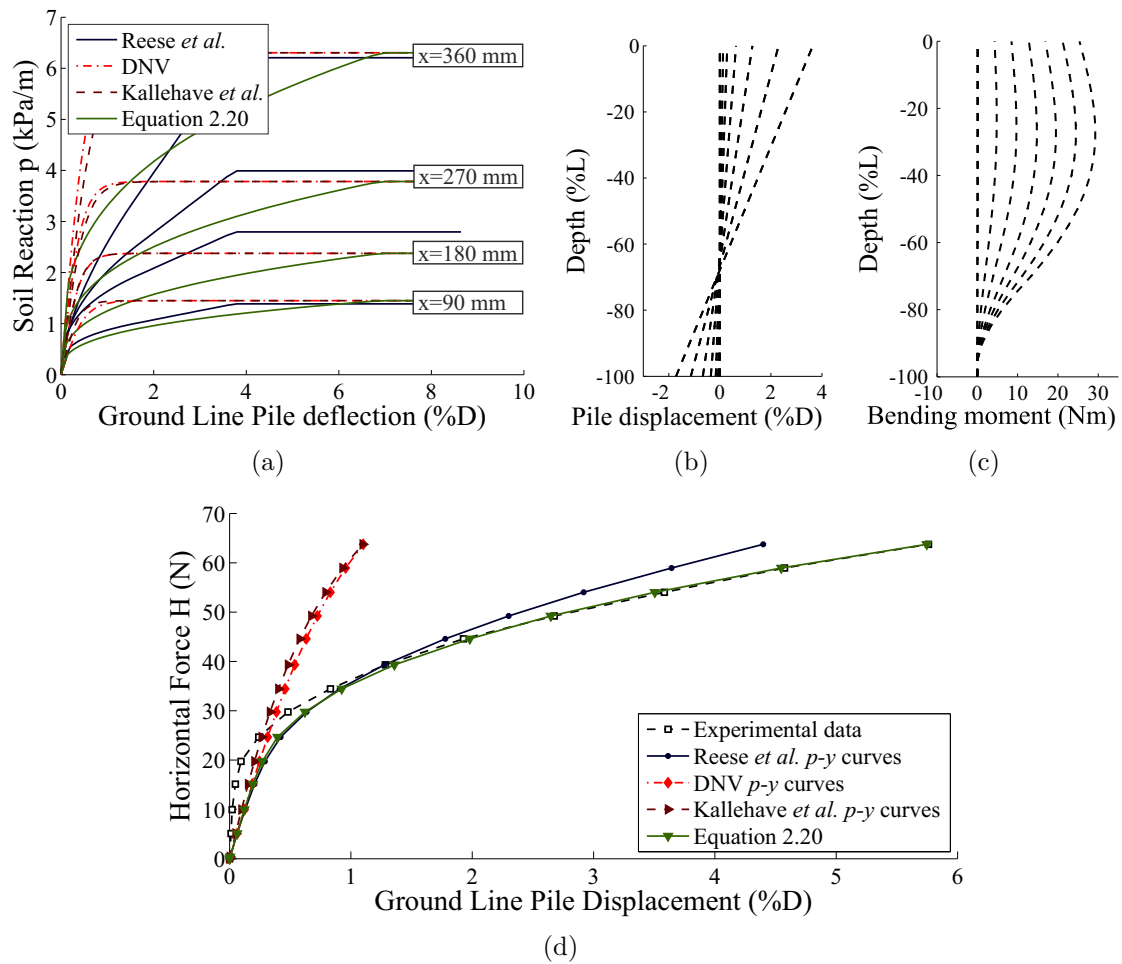 Soil Reaction p (kPa/m)
7
6
5
4
3
2
1
0
Reese et al.
DNV
Kallehave et al.
Equation 2.20
x=360 mm
x=270 mm
x=180 mm
x=90 mm
0 2 4 6 8 10
Ground Line Pile deflection (%D)
(a)
Depth (%L)
0
-20
-40
-60
-80
-100
-2 0 2 4
Pile displacement (%D)
(b)
Depth (%L)
0
-20
-40
-60
-80
-100
-10 0 10 20 30
Bending moment (Nm)
(c)
Horizontal Force H (N)
70
60
50
40
30
20
10
0
Experimental data
Reese et al. p-y curves
DNV p-y curves
Kallehave et al. p-y curves
Equation 2.20
0 1 2 3 4 5 6
Ground Line Pile Displacement (%D)
(d)